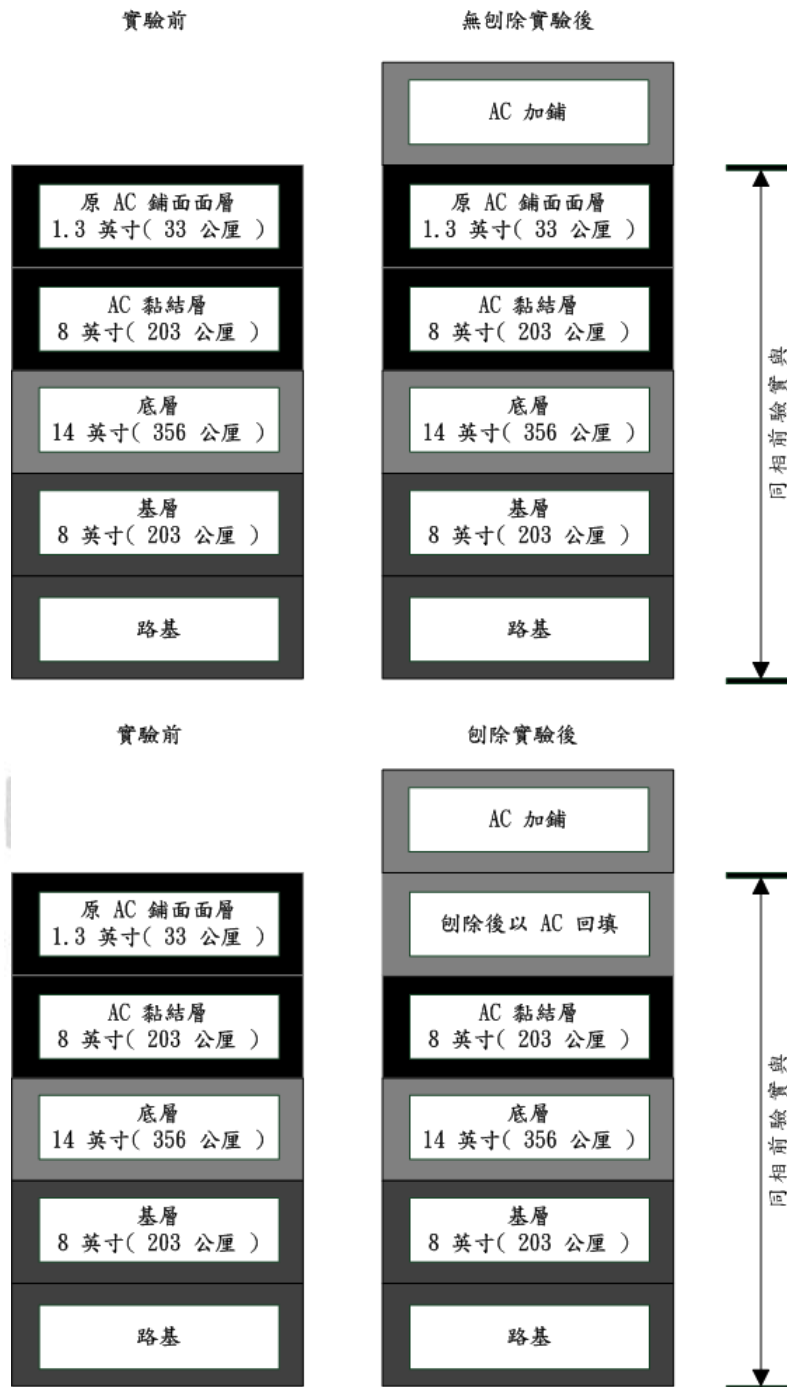 實驗前
無刨除實驗後
AC 加鋪
原 AC 鋪面面層
1.3 英寸( 33 公厘 )
AC 黏結層
8 英寸( 203 公厘 )
底層
14 英寸( 356 公厘 )
基層
8 英寸( 203 公厘 )
路基
原 AC 鋪面面層
1.3 英寸( 33 公厘 )
AC 黏結層
8 英寸( 203 公厘 )
底層
14 英寸( 356 公厘 )
基層
8 英寸( 203 公厘 )
路基
與實驗前相同
實驗前
刨除實驗後
AC 加鋪
原 AC 鋪面面層
1.3 英寸( 33 公厘 )
AC 黏結層
8 英寸( 203 公厘 )
底層
14 英寸( 356 公厘 )
基層
8 英寸( 203 公厘 )
路基
刨除後以 AC 回填
AC 黏結層
8 英寸( 203 公厘 )
底層
14 英寸( 356 公厘 )
基層
8 英寸( 203 公厘 )
路基
與實驗前相同